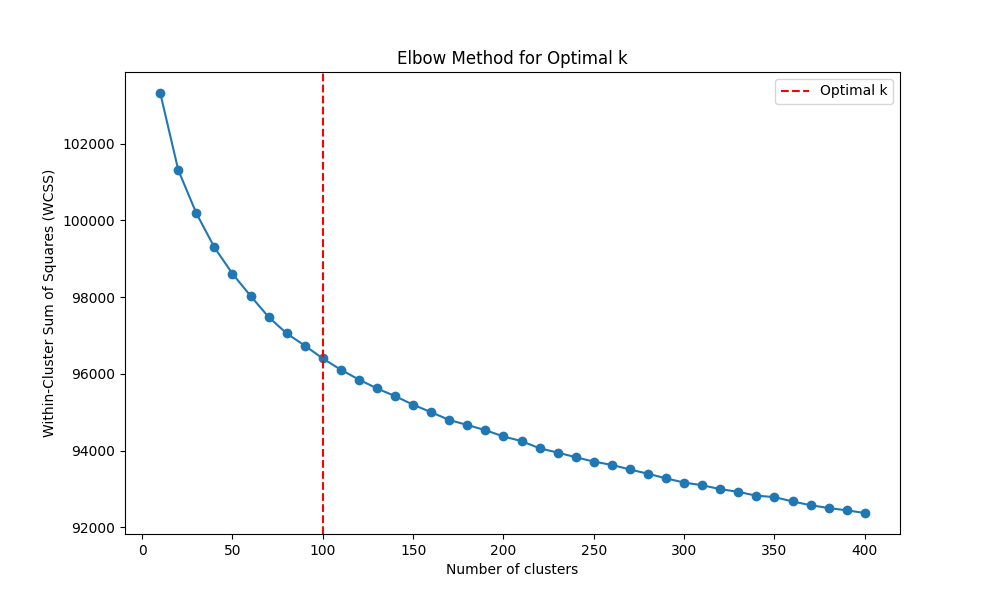 Elbow Method for Optimal k
Optimal k
102000
100000
98000
96000
94000
92000
Within-Cluster Sum of Squares (WCSS)
0 50 100 150 200 250 300 350 400
Number of clusters